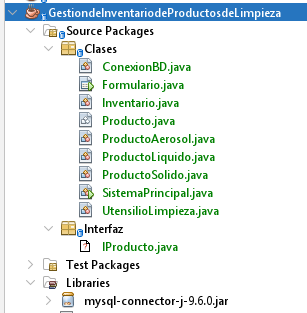 GestiondeInventariodeProductosdeLimpieza
Source Packages
Clases
ConexionBD.java
Formulario.java
Inventario.java
Producto.java
ProductoAerosol.java
ProductoLiquido.java
ProductoSolido.java
SistemaPrincipal.java
UtensilioLimpieza.java
Interfaz
IProducto.java
Test Packages
Libraries
mysql-connector-j-9.6.0.jar